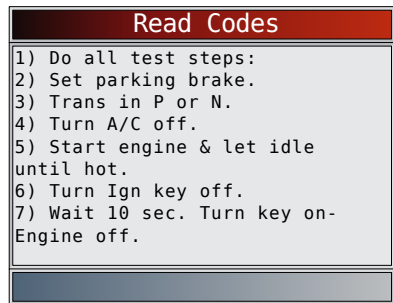 Read Codes
1) Do all test steps:
2) Set parking brake.
3) Trans in P or N.
4) Turn A/C off.
5) Start engine & let idle
until hot.
6) Turn Ign key off.
7) Wait 10 sec. Turn key on-
Engine off.